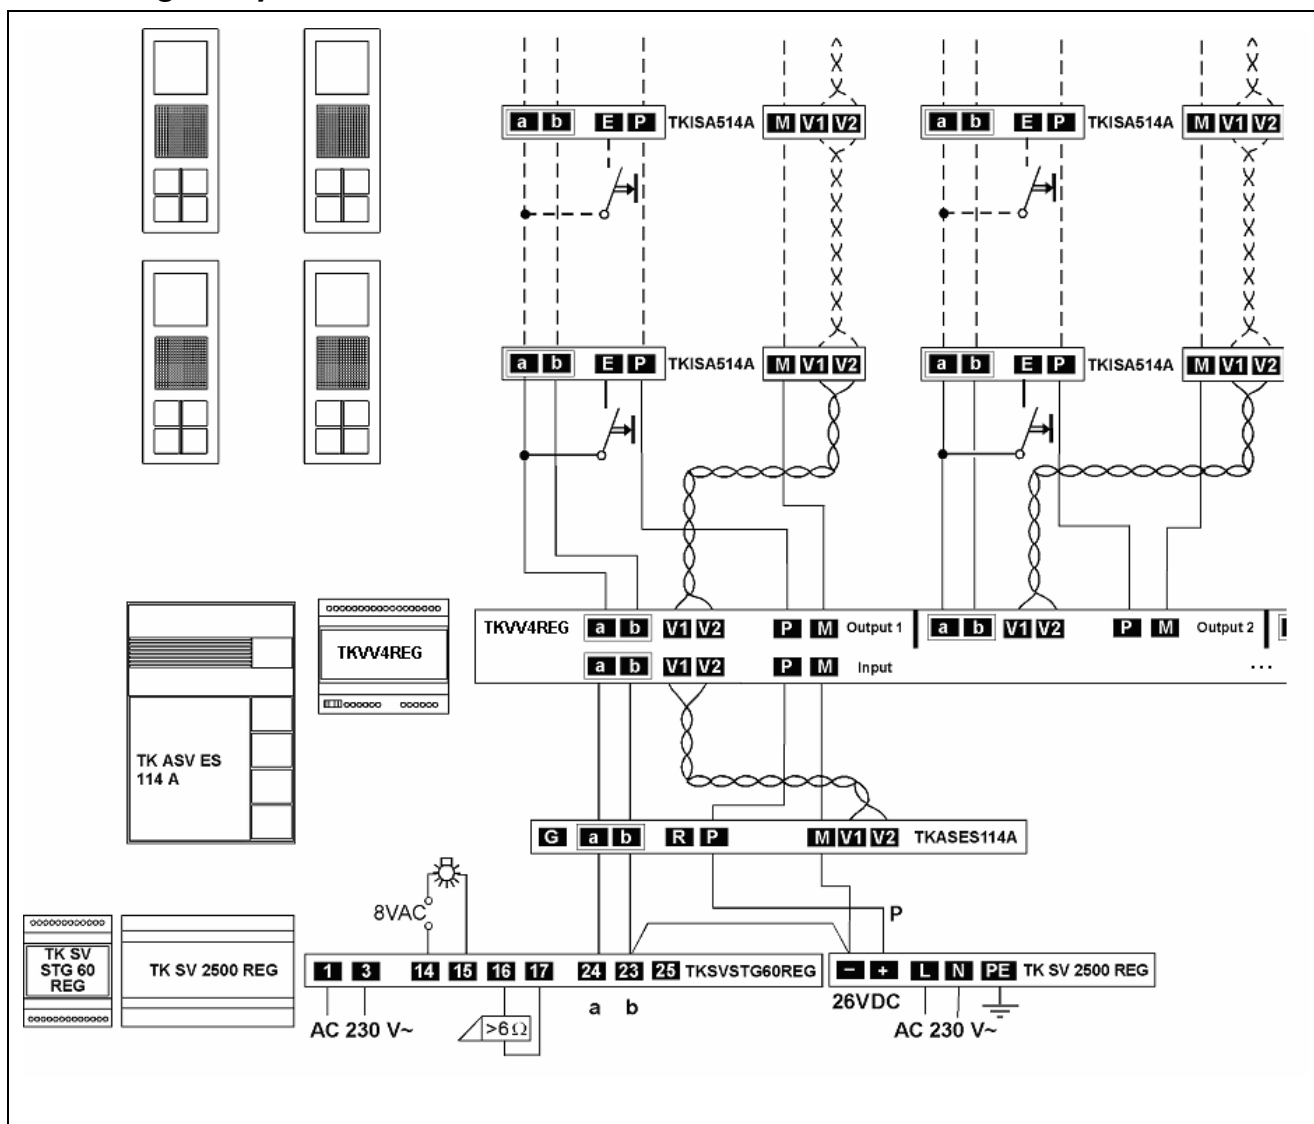 a b E P TKISA514A M V1 V2 a b E P TKISA514A M V1 V2
a b E P TKISA514A M V1 V2 a b E P TKISA514A M V1 V2
TKVV4REG a b V1 V2 P M Output 1 a b V1 V2 P M Output 2
a b V1 V2 P M Input ...
TKVV4REG
TK ASV ES
114 A
G a b R P M V1 V2 TKASES114A
8VAC
P
TK SV
STG 60
REG
TK SV 2500 REG
1 3 14 15 16 17 24 23 25 TKSVSTG60REG
− + L N PE TK SV 2500 REG
a b
26VDC
AC 230 V~
>6Ω
AC 230 V~